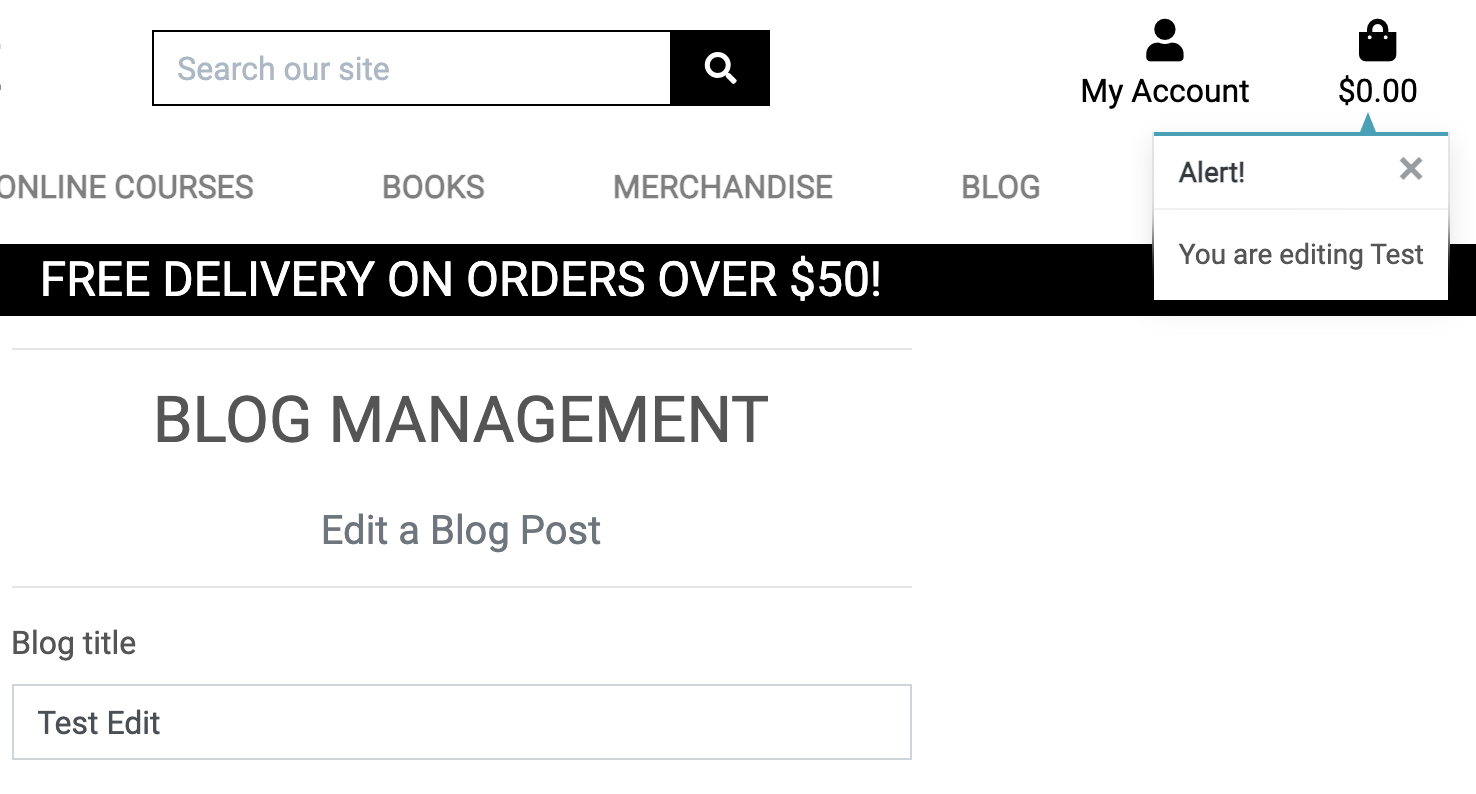 Search our site
My Account
$0.00
ONLINE COURSES
BOOKS
MERCHANDISE
BLOG
Alert!
You are editing Test
FREE DELIVERY ON ORDERS OVER $50!
BLOG MANAGEMENT
Edit a Blog Post
Blog title
Test Edit